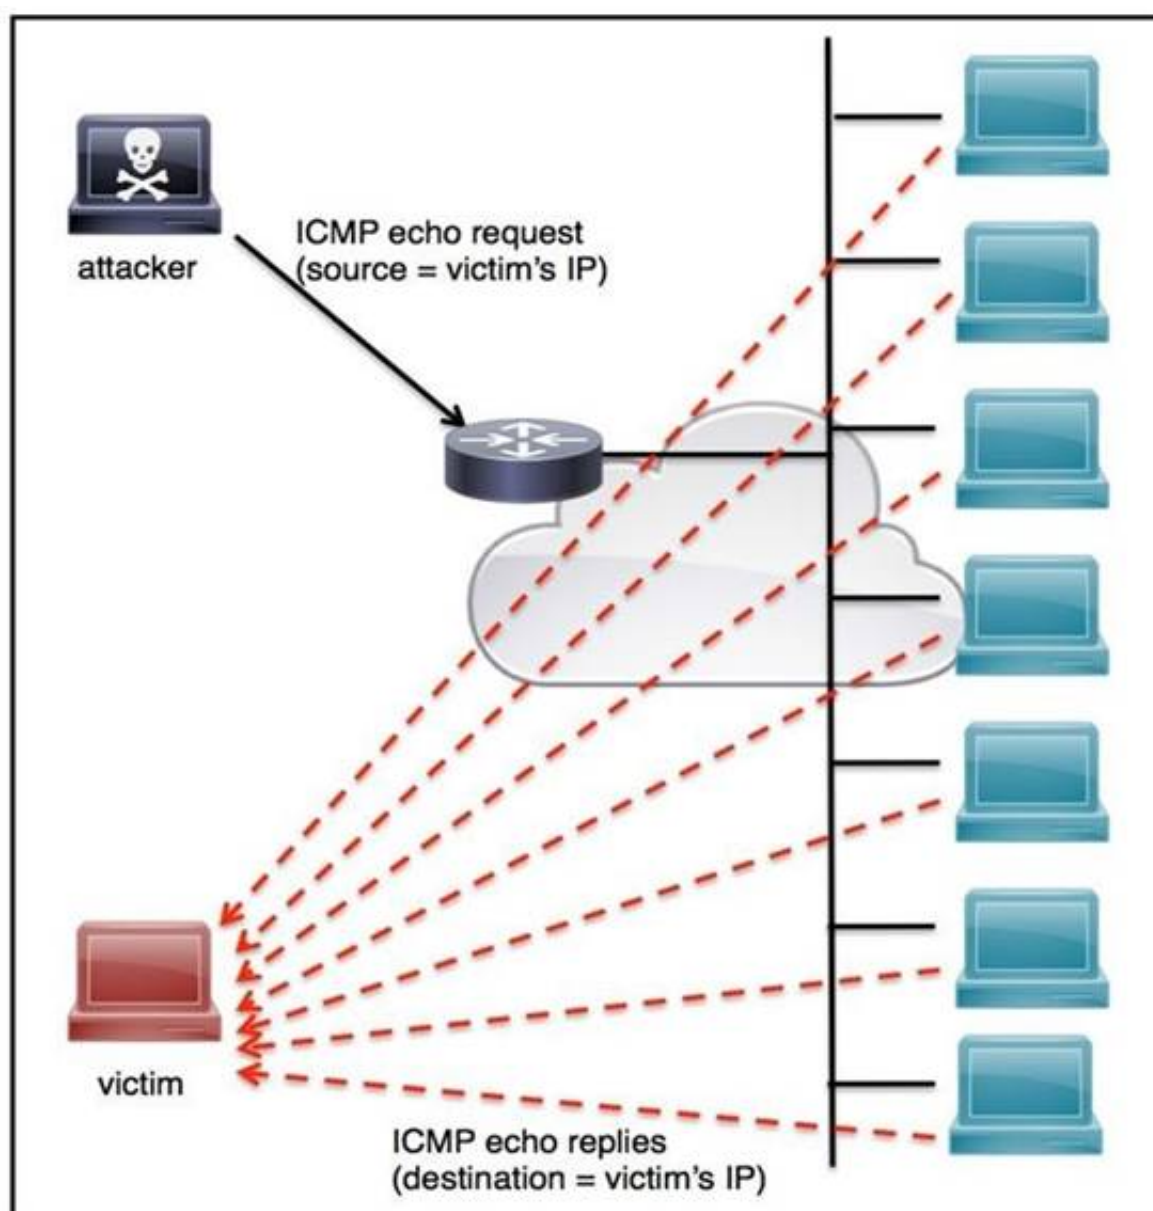 attacker
ICMP echo request
(source = victim's IP)
victim
ICMP echo replies
(destination = victim's IP)